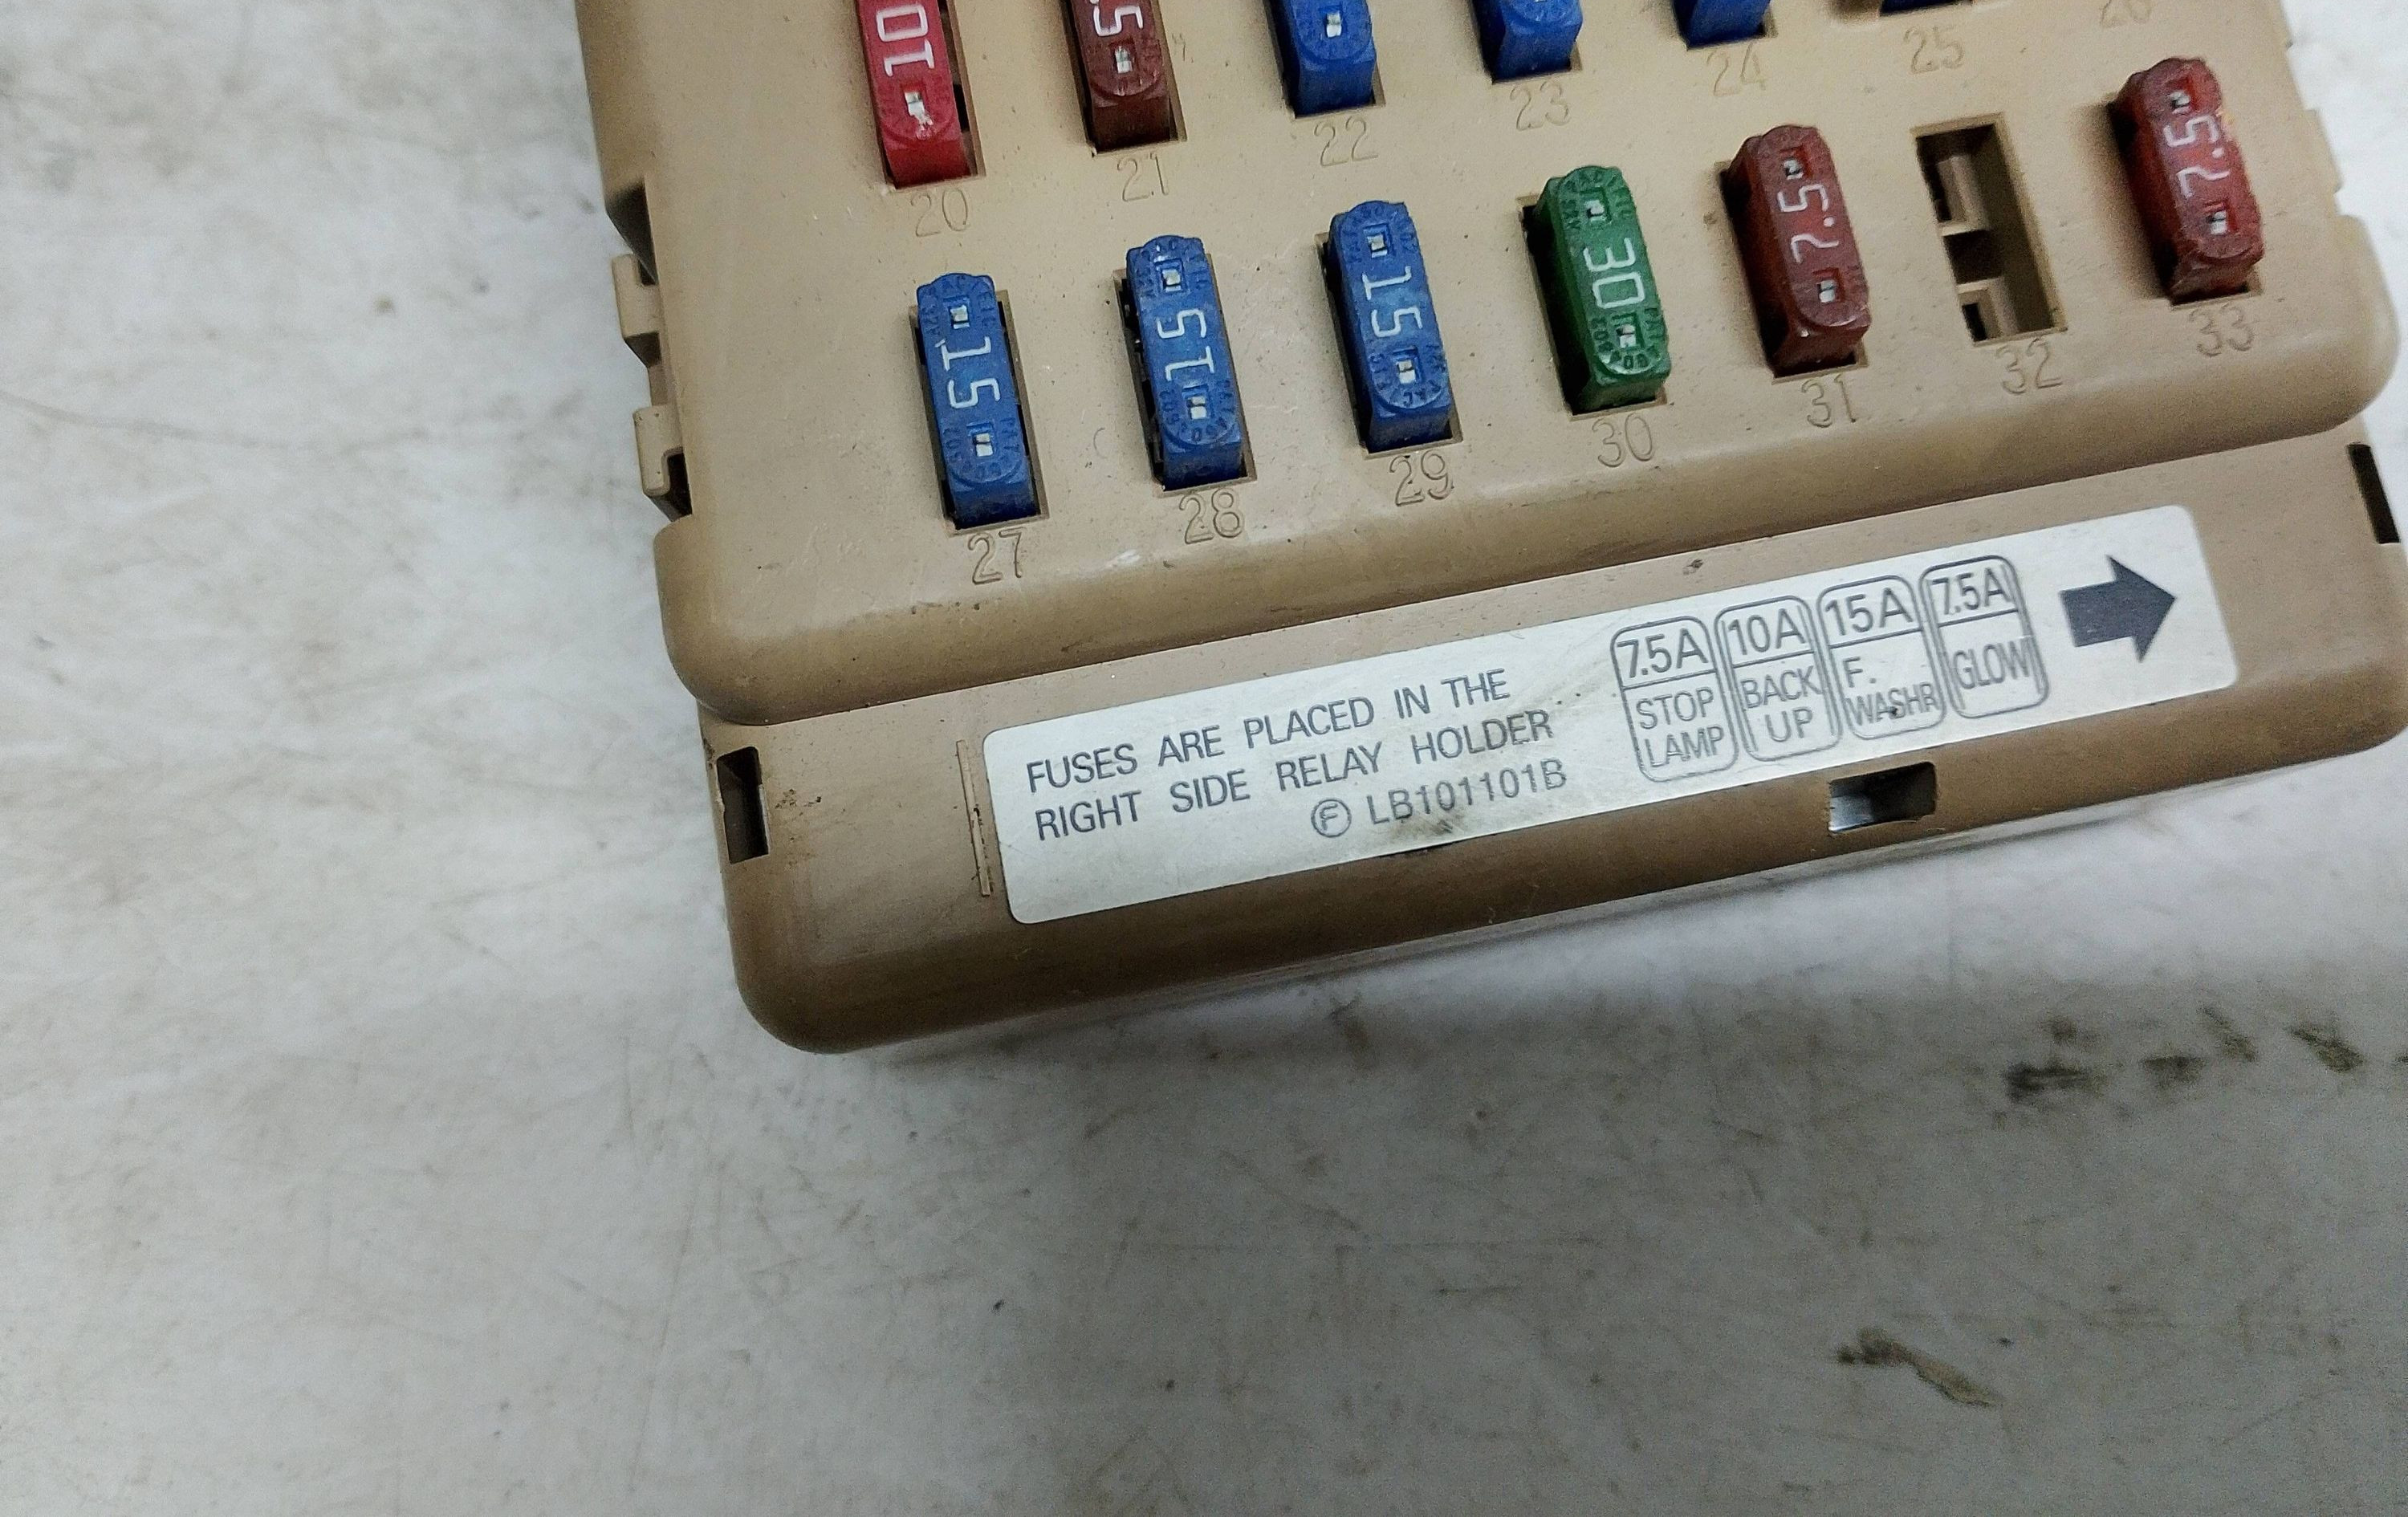 10
20
21
22
23
24
25
26
15
27
15
28
15
29
30
30
7.5
31
32
7.5
33
FUSES ARE PLACED IN THE
RIGHT SIDE RELAY HOLDER
Ⓕ LB101101B
7.5A
STOP
LAMP
10A
BACK
UP
15A
F.
WASHR
7.5A
GLOW